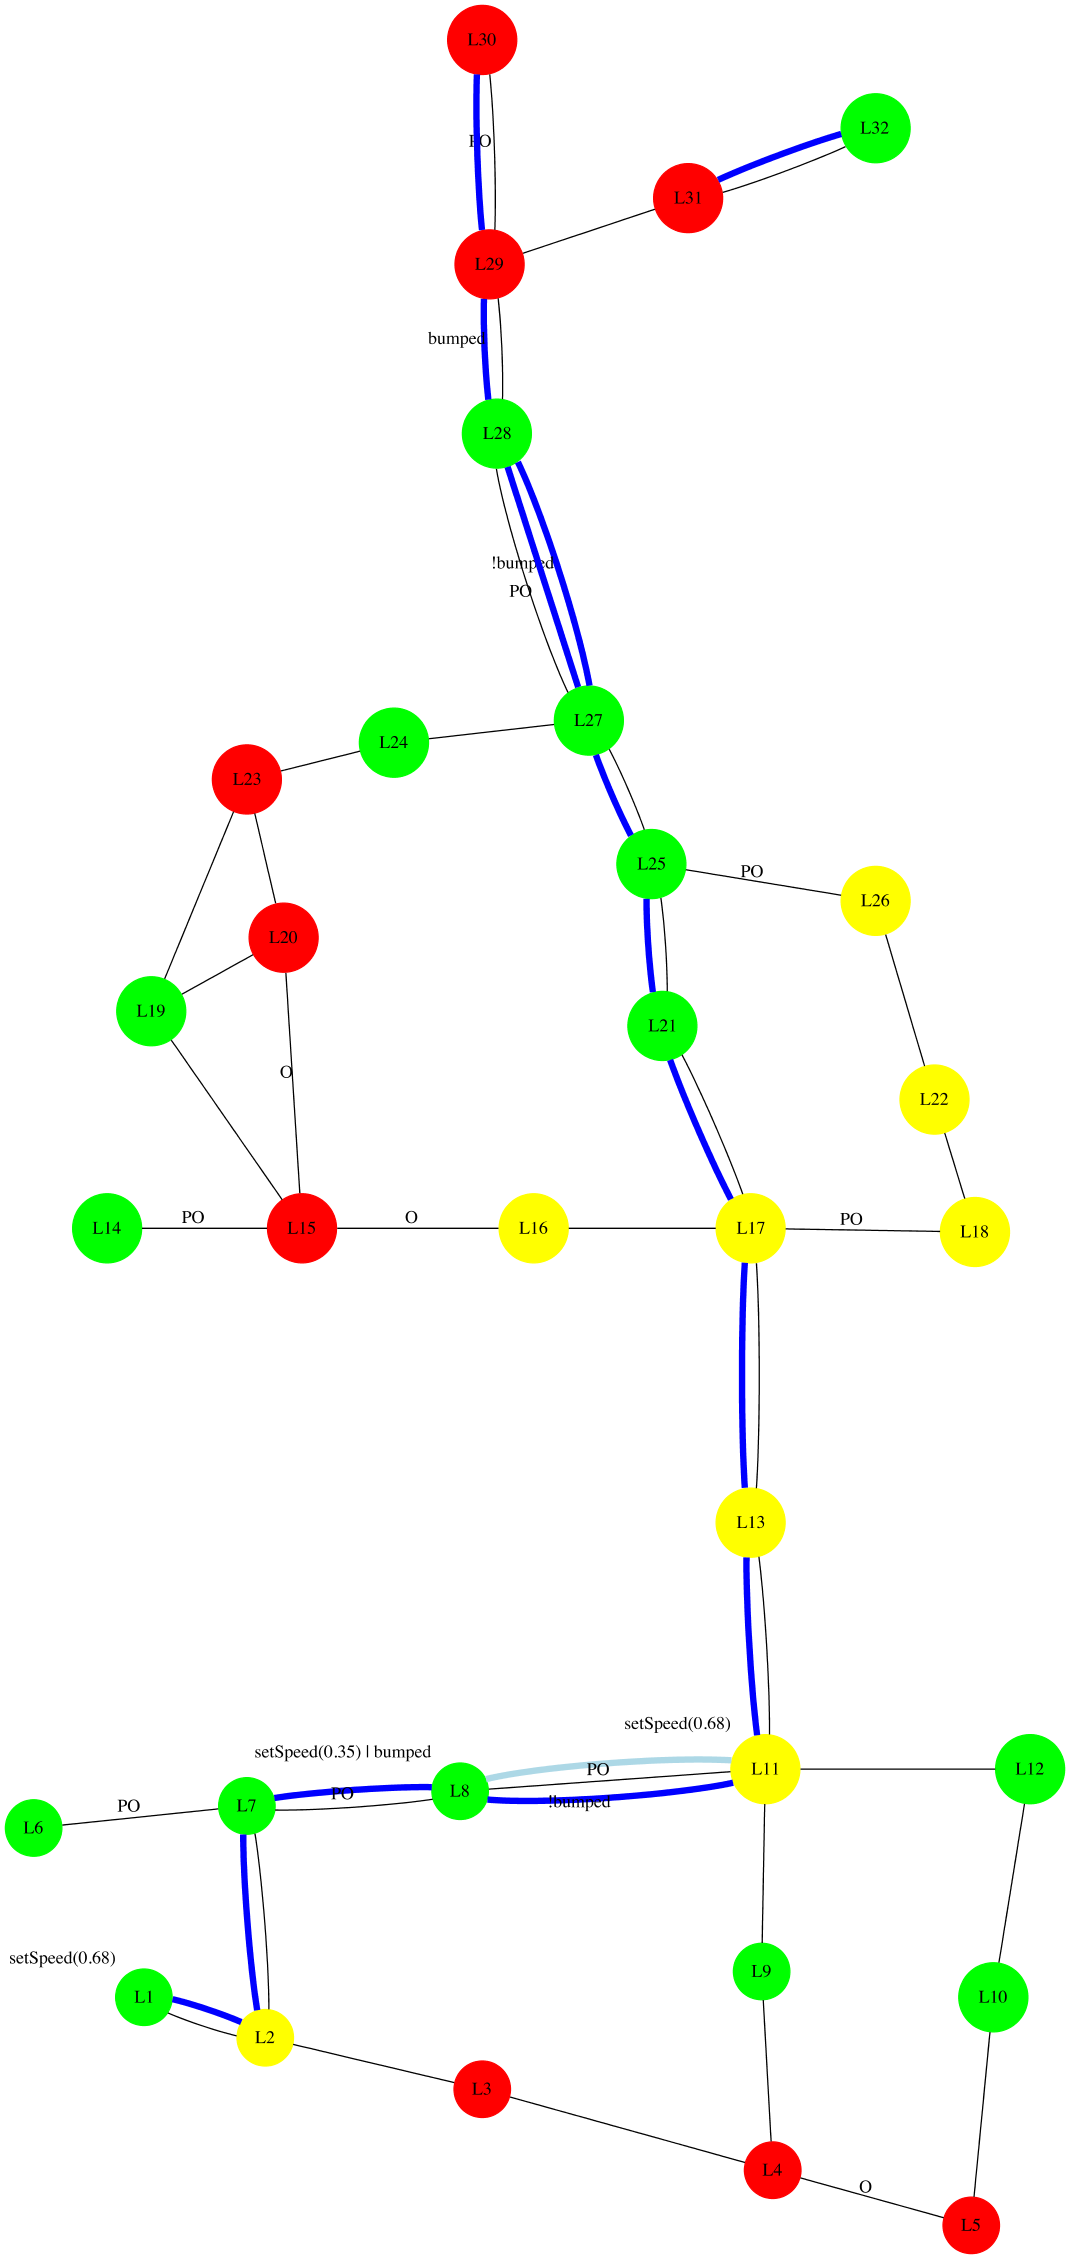 L30
L32
PO
L31
L29
bumped
L28
!bumped
PO
L27
L24
L23
L25
PO
L26
L20
L19
L21
O
L22
L14
PO
L15
O
L16
L17
PO
L18
L13
setSpeed(0.68)
setSpeed(0.35) | bumped
PO
L11
L12
L8
PO
!bumped
PO
L7
L6
setSpeed(0.68)
L9
L1
L10
L2
L3
L4
O
L5